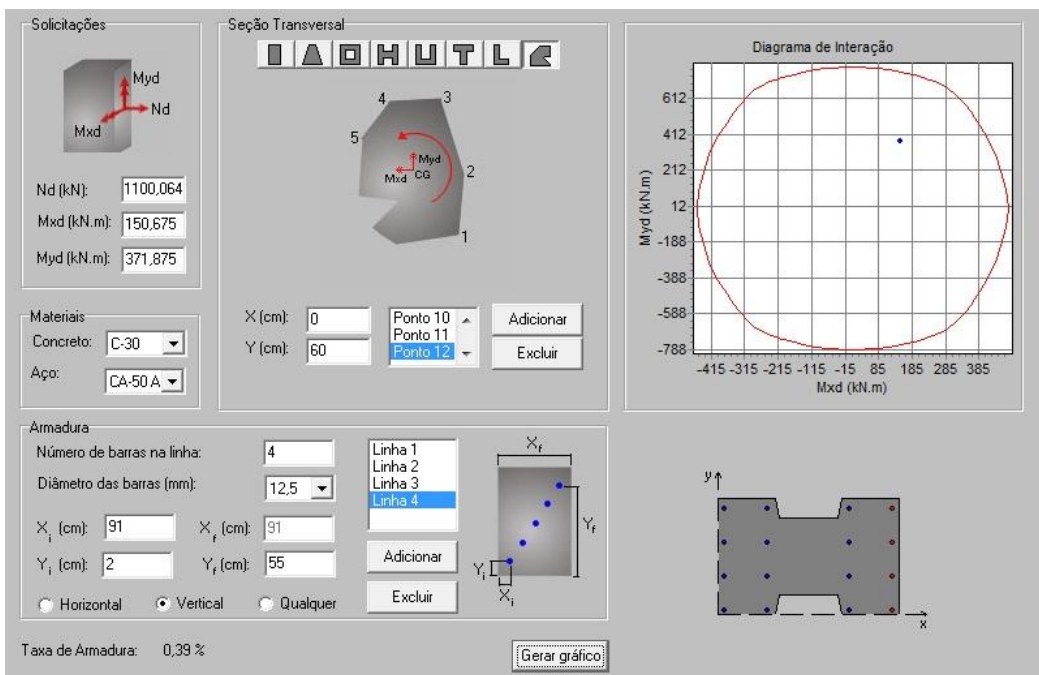 Solicitações
Myd
Nd
Mxd
Nd (kN): 1100,064
Mxd (kN.m): 150,675
Myd (kN.m): 371,875
Materiais
Concreto: C-30
Aço: CA-50 A
Seção Transversal
H U T L
4 3
5
Myd
Mxd CG
2
1
X (cm): 0
Y (cm): 60
Ponto 10
Ponto 11
Ponto 12
Adicionar
Excluir
Diagrama de Interação
Myd (kN.m)
612
412
212
12
-188
-388
-588
-788
-415 -315 -215 -115 -15 85 185 285 385
Mxd (kN.m)
Armadura
Número de barras na linha: 4
Diâmetro das barras (mm): 12,5
Xi (cm): 91 Xf (cm): 91
Yi (cm): 2 Yf (cm): 55
Horizontal Vertical Qualquer
Linha 1
Linha 2
Linha 3
Linha 4
Adicionar
Excluir
Xf
Yf
Yi
Xi
y
x
Taxa de Armadura: 0,39 %
Gerar gráfico